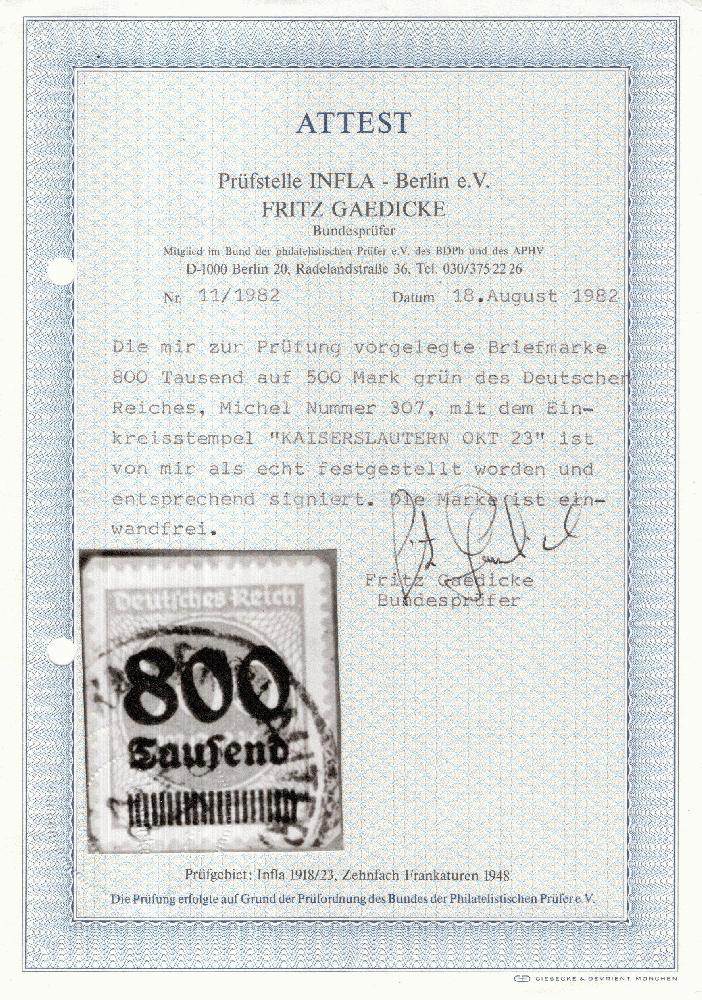 ATTEST
Prüfstelle INFLA - Berlin e.V.
FRITZ GAEDICKE
Bundesprüfer
Mitglied im Bund der philatelistischen Prüfer e.V. des BDPh und des APHV
D-1000 Berlin 20, Radelandstraße 36, Tel. 030/375 22 26
Nr. 11/1982 Datum 18.August 1982
Die mir zur Prüfung vorgelegte Briefmarke
800 Tausend auf 500 Mark grün des Deutschen
Reiches, Michel Nummer 307, mit dem Ein-
kreisstempel "KAISERSLAUTERN OKT 23" ist
von mir als echt festgestellt worden und
entsprechend signiert. Die Marke ist ein-
wandfrei.
Fritz Gaedicke
Bundesprüfer
Deutsches Reich
800
Tausend
Prüfgebiet: Infla 1918/23, Zehnfach Frankaturen 1948
Die Prüfung erfolgte auf Grund der Prüfordnung des Bundes der Philatelistischen Prüfer e.V.
GIESECKE & DEVRIENT MÜNCHEN